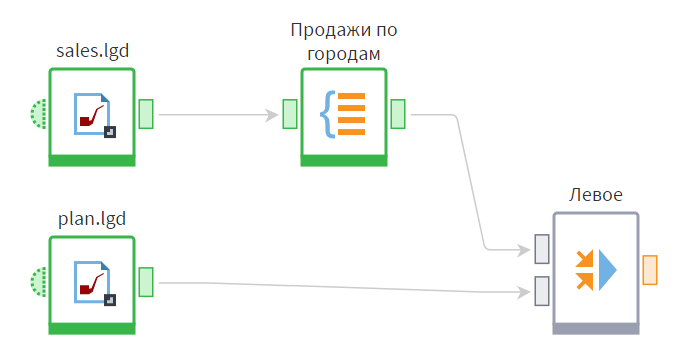 sales.lgd
Продажи по
городам
plan.lgd
Левое